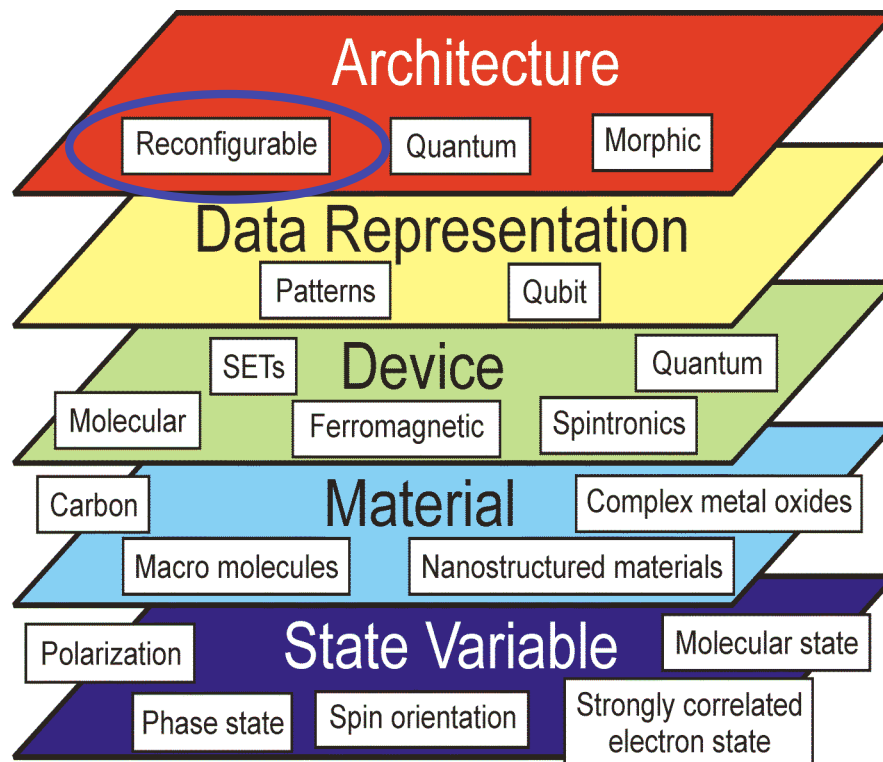 Architecture
Reconfigurable
Quantum
Morphic
Data Representation
Patterns
Qubit
SETs
Device
Quantum
Molecular
Ferromagnetic
Spintronics
Carbon
Material
Complex metal oxides
Macro molecules
Nanostructured materials
Polarization
State Variable
Molecular state
Phase state
Spin orientation
Strongly correlated
electron state